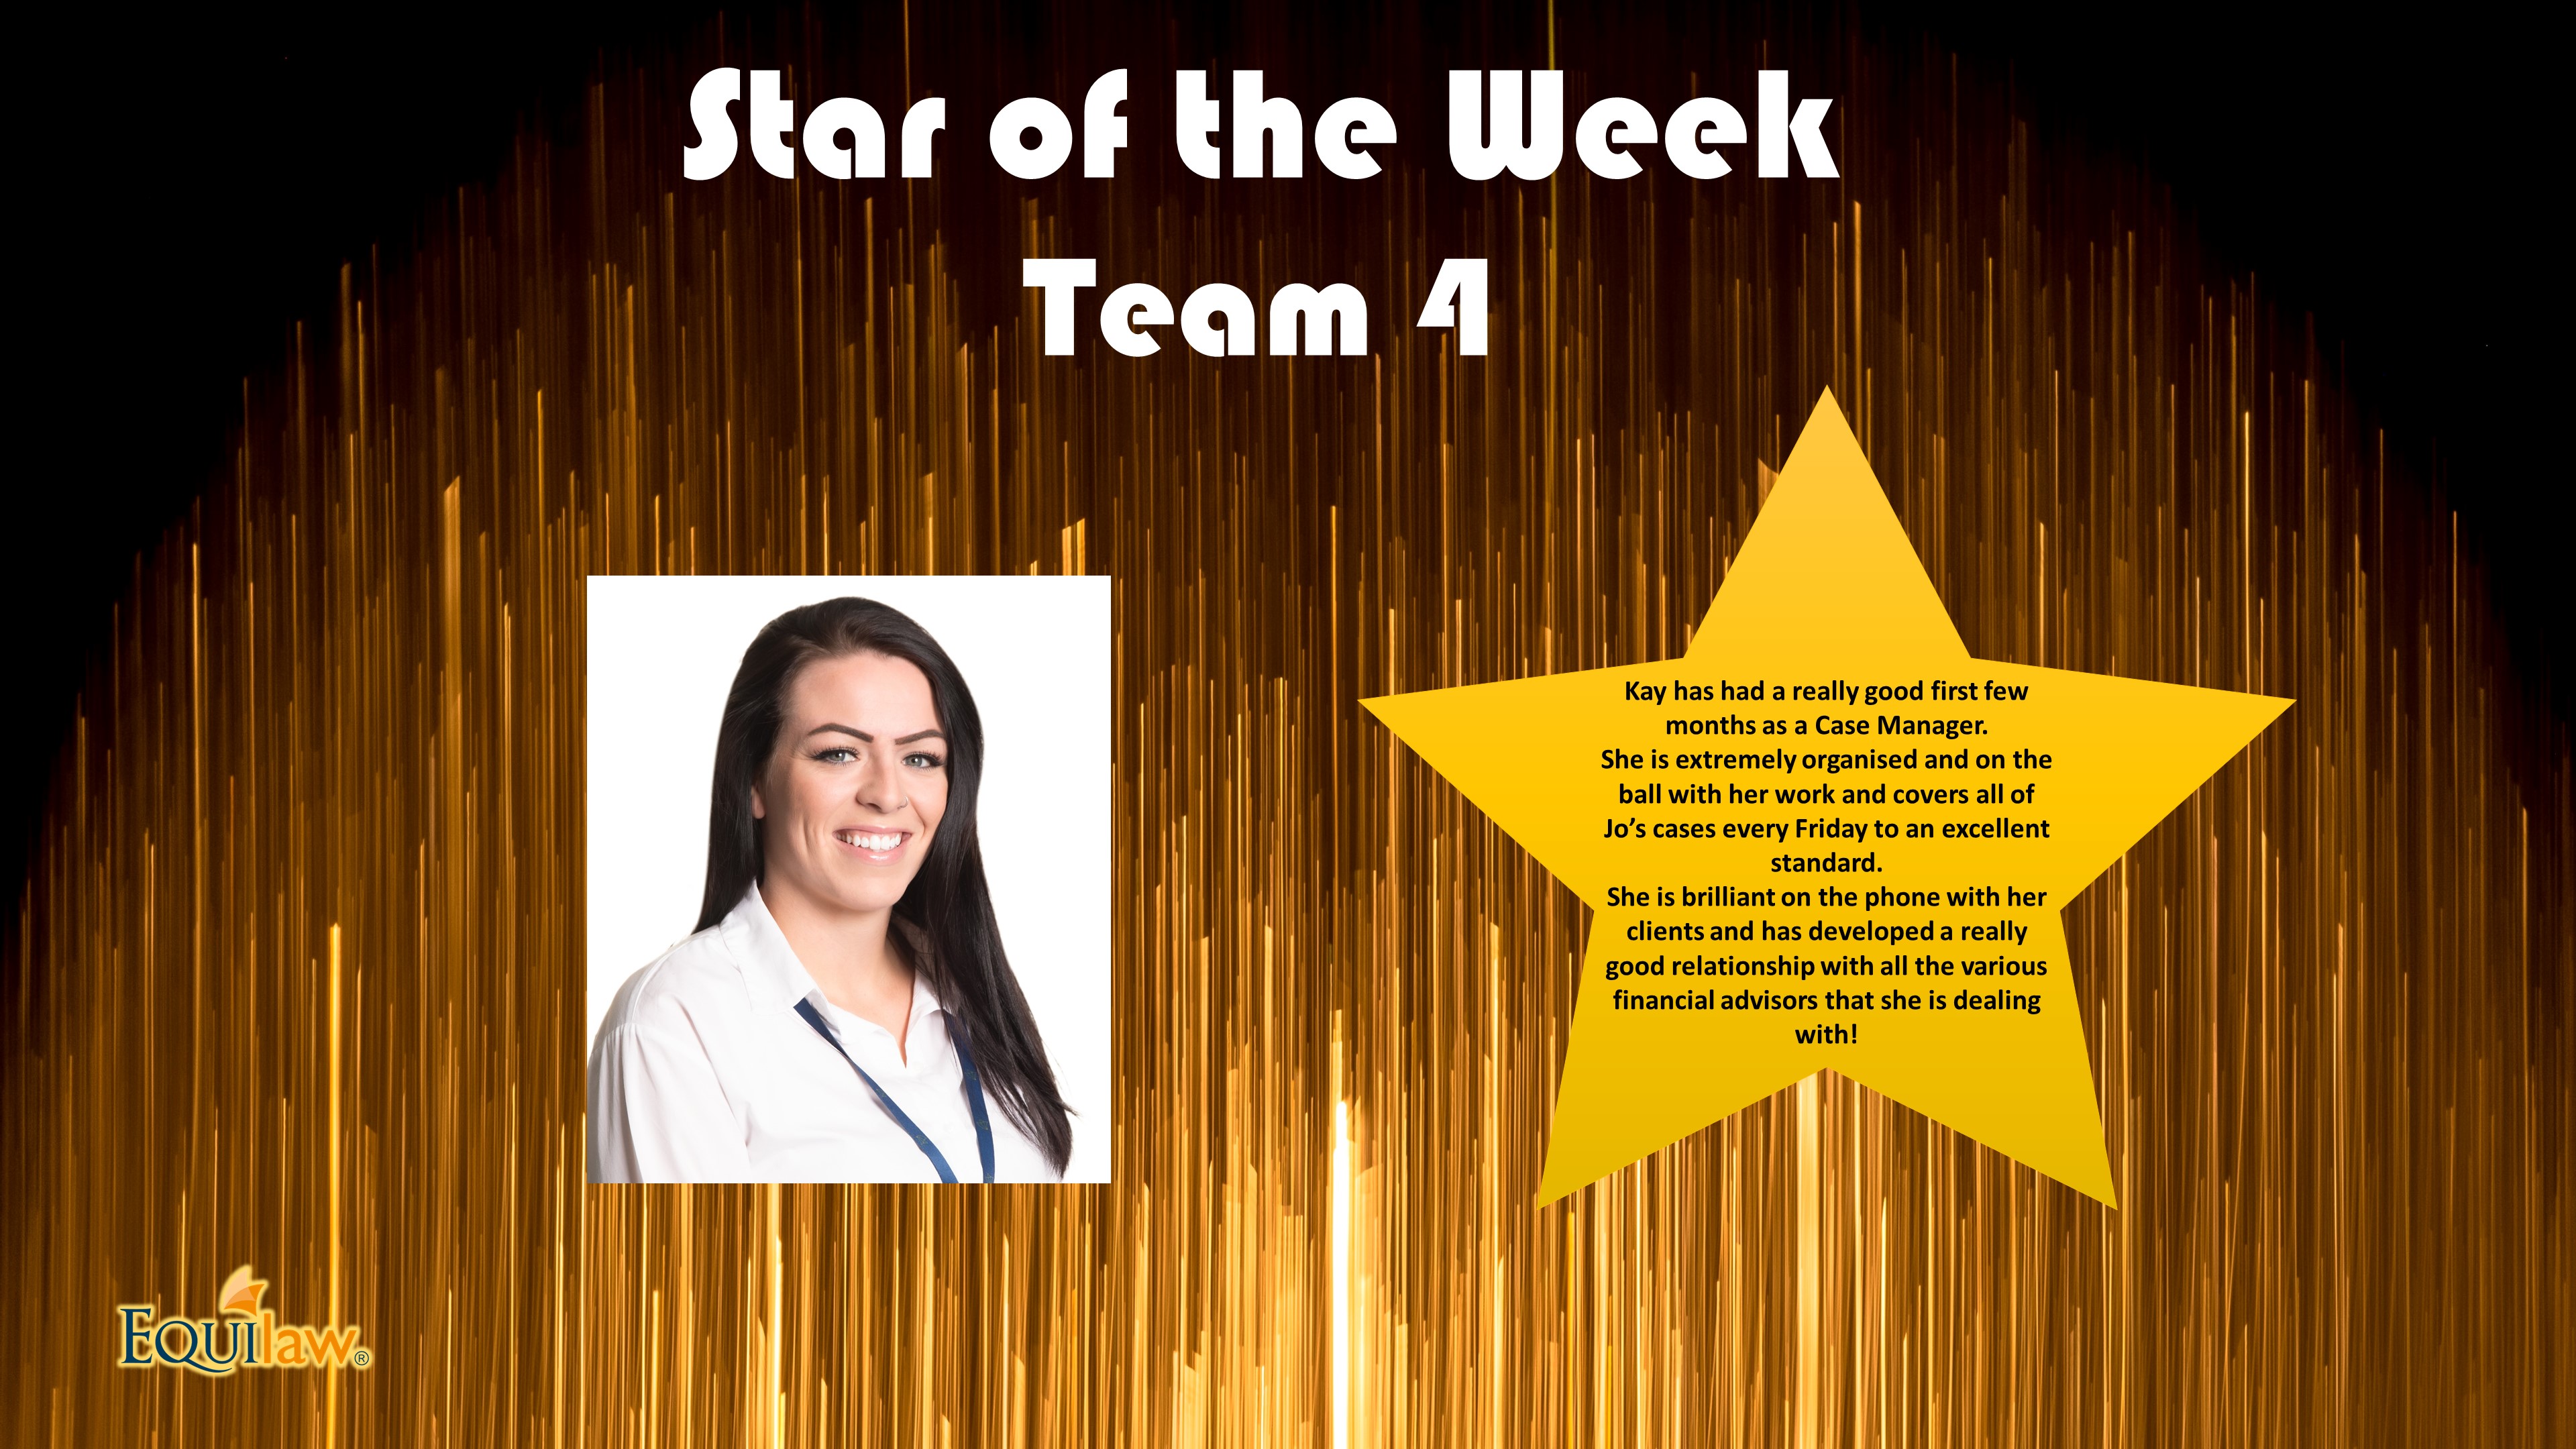 Star of the Week
Team 4
Kay has had a really good first few
months as a Case Manager.
She is extremely organised and on the
ball with her work and covers all of
Jo’s cases every Friday to an excellent
standard.
She is brilliant on the phone with her
clients and has developed a really
good relationship with all the various
financial advisors that she is dealing
with!
EQUIlaw®